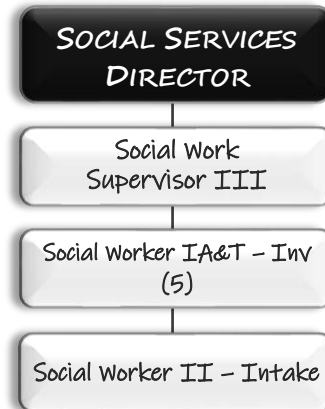 SOCIAL SERVICES
DIRECTOR
Social Work
Supervisor III
Social Worker IA&T – Inv
(5)
Social Worker II – Intake